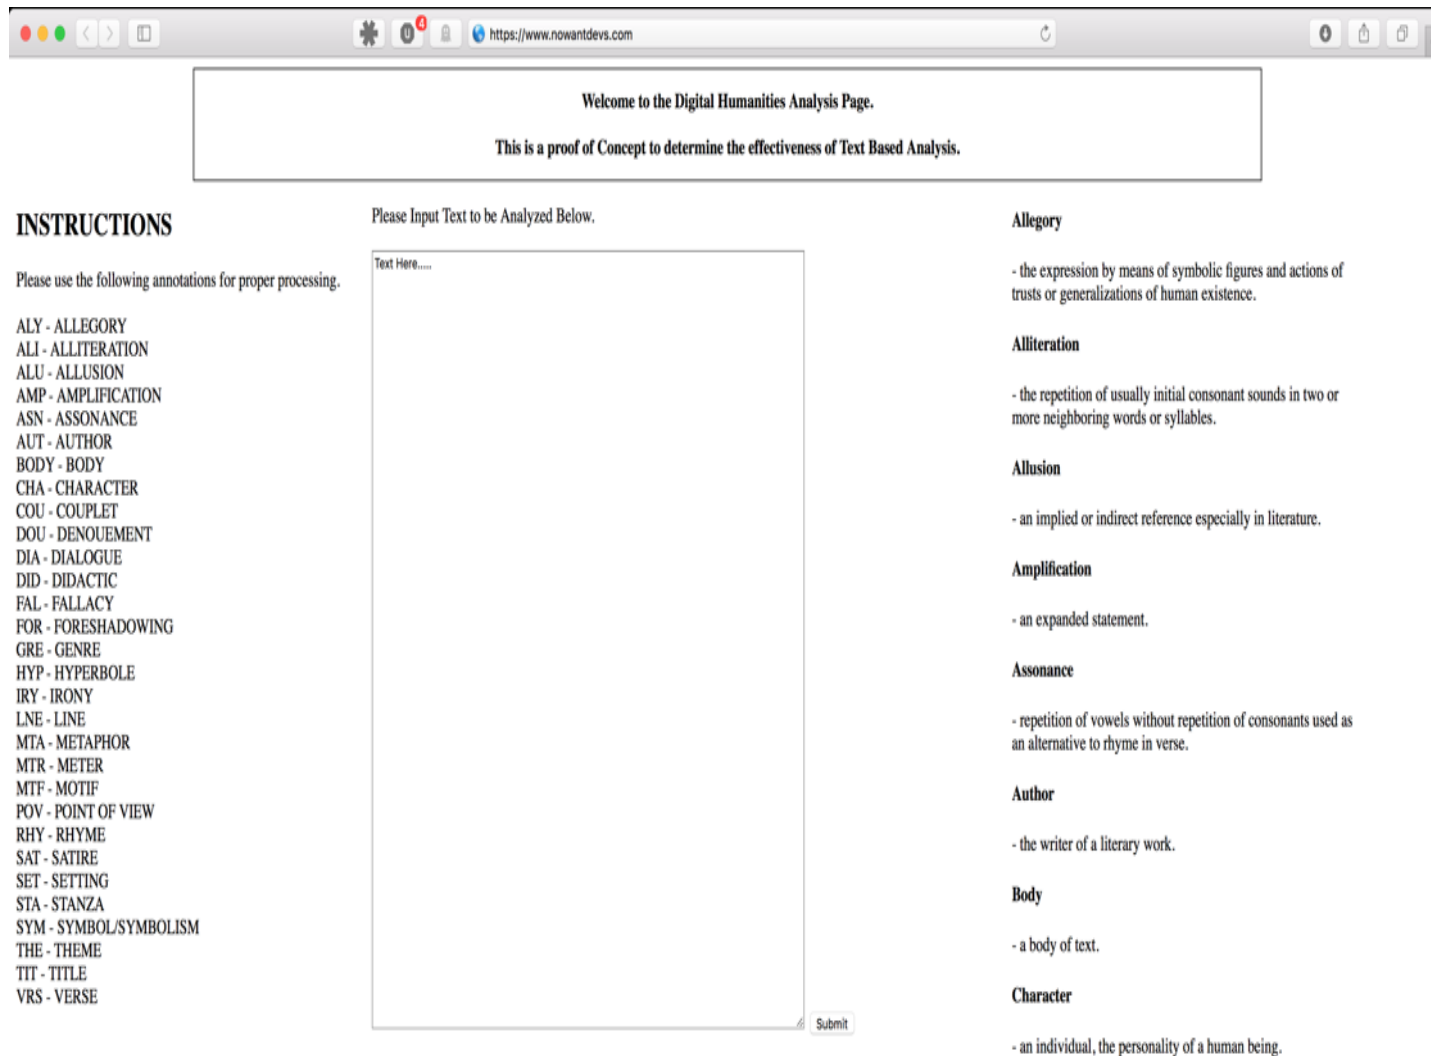 4
https://www.nowantdevs.com
Welcome to the Digital Humanities Analysis Page.
This is a proof of Concept to determine the effectiveness of Text Based Analysis.
INSTRUCTIONS
Please use the following annotations for proper processing.
ALY - ALLEGORY
ALI - ALLITERATION
ALU - ALLUSION
AMP - AMPLIFICATION
ASN - ASSONANCE
AUT - AUTHOR
BODY - BODY
CHA - CHARACTER
COU - COUPLET
DOU - DENOUEMENT
DIA - DIALOGUE
DID - DIDACTIC
FAL - FALLACY
FOR - FORESHADOWING
GRE - GENRE
HYP - HYPERBOLE
IRY - IRONY
LNE - LINE
MTA - METAPHOR
MTR - METER
MTF - MOTIF
POV - POINT OF VIEW
RHY - RHYME
SAT - SATIRE
SET - SETTING
STA - STANZA
SYM - SYMBOL/SYMBOLISM
THE - THEME
TIT - TITLE
VRS - VERSE
Please Input Text to be Analyzed Below.
Text Here.....
Submit
Allegory
- the expression by means of symbolic figures and actions of
trusts or generalizations of human existence.
Alliteration
- the repetition of usually initial consonant sounds in two or
more neighboring words or syllables.
Allusion
- an implied or indirect reference especially in literature.
Amplification
- an expanded statement.
Assonance
- repetition of vowels without repetition of consonants used as
an alternative to rhyme in verse.
Author
- the writer of a literary work.
Body
- a body of text.
Character
- an individual, the personality of a human being.